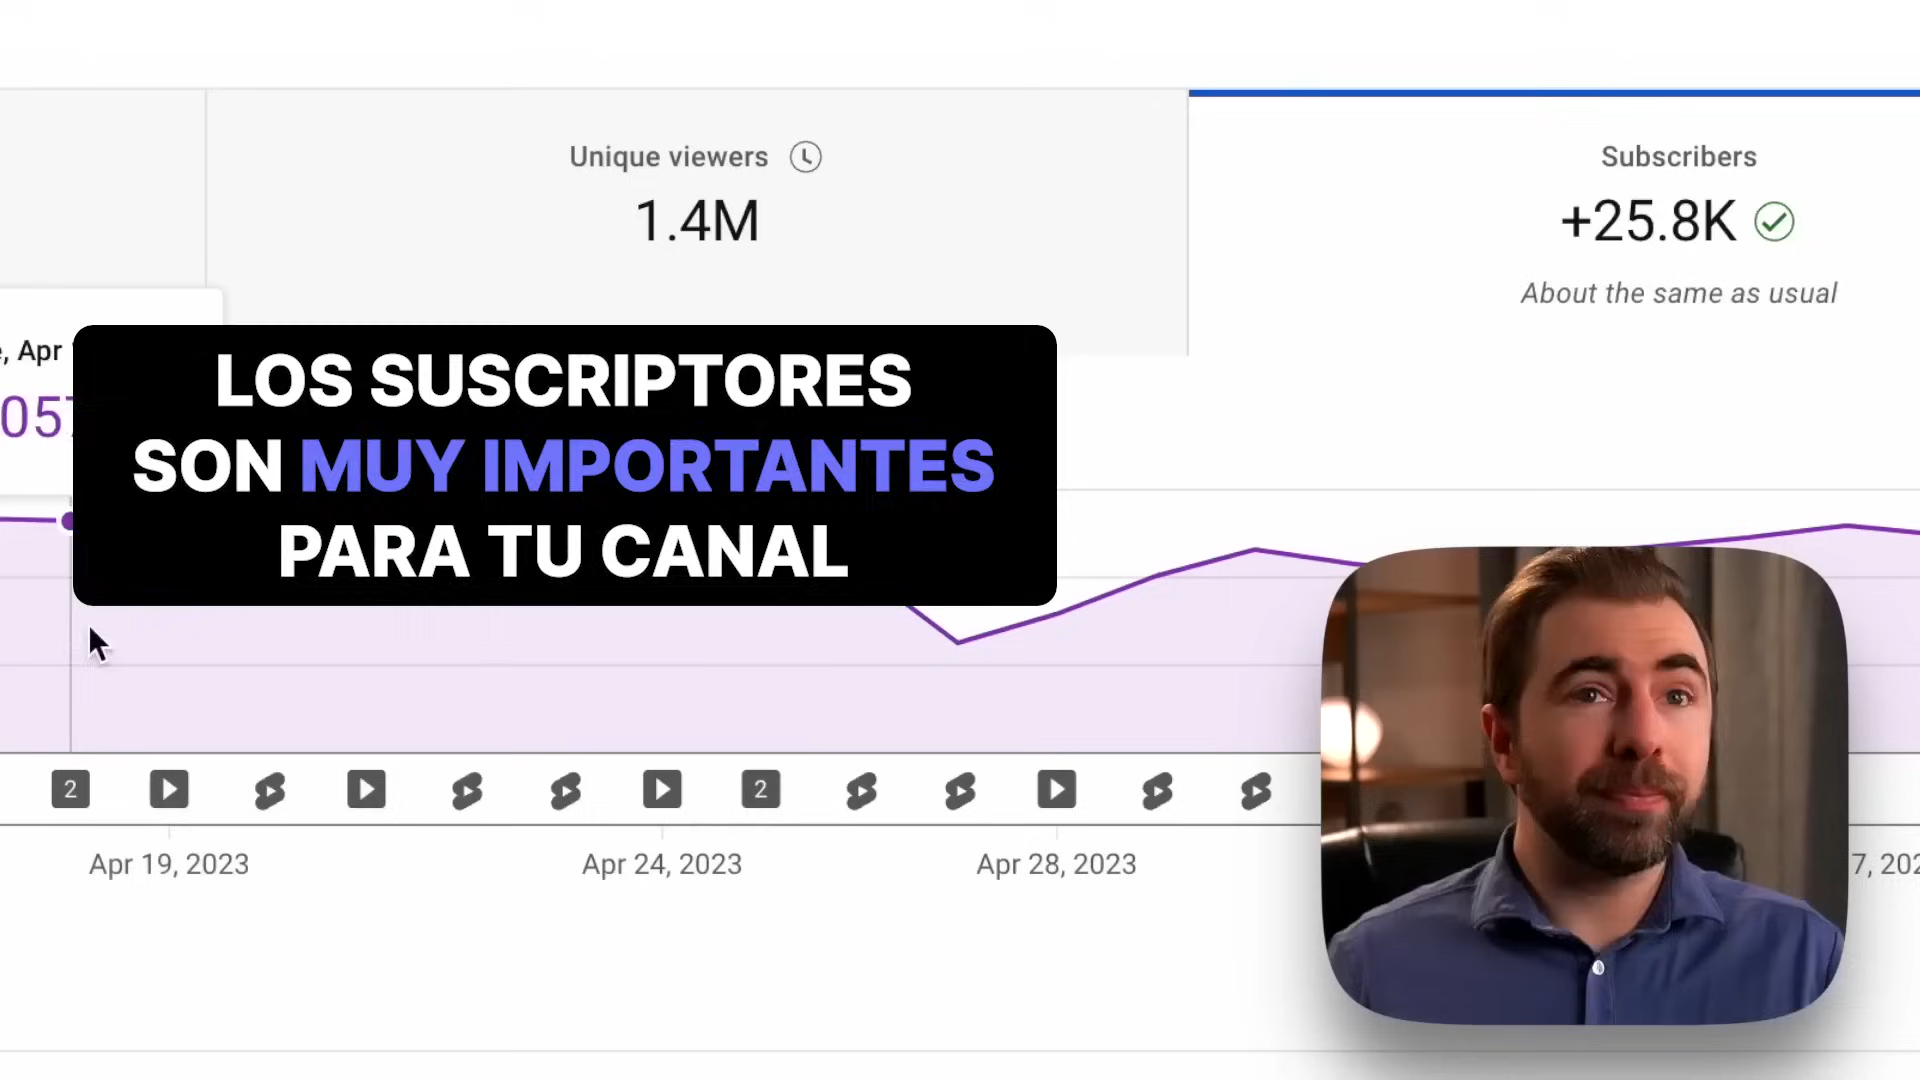 Unique viewers
1.4M
Subscribers
+25.8K
About the same as usual
Apr
LOS SUSCRIPTORES
SON MUY IMPORTANTES
PARA TU CANAL
2
2
Apr 19, 2023
Apr 24, 2023
Apr 28, 2023